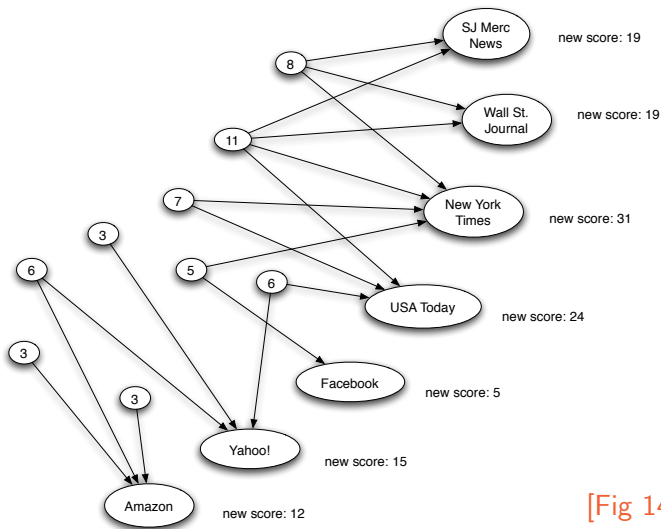 SJ Merc
News
new score: 19
8
Wall St.
Journal
new score: 19
11
7
New York
Times
new score: 31
3
6
5
6
USA Today
new score: 24
3
Facebook
new score: 5
3
Yahoo!
new score: 15
Amazon
new score: 12
[Fig 14